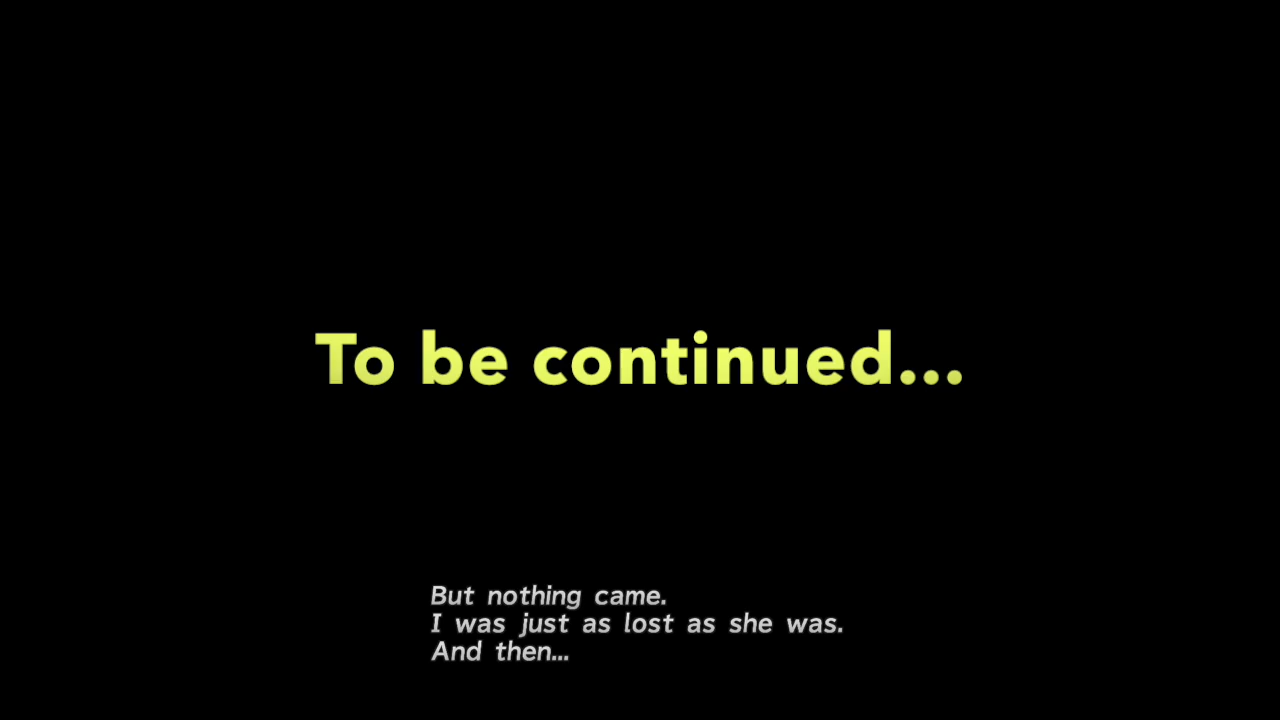 To be continued...
But nothing came.
I was just as lost as she was.
And then…